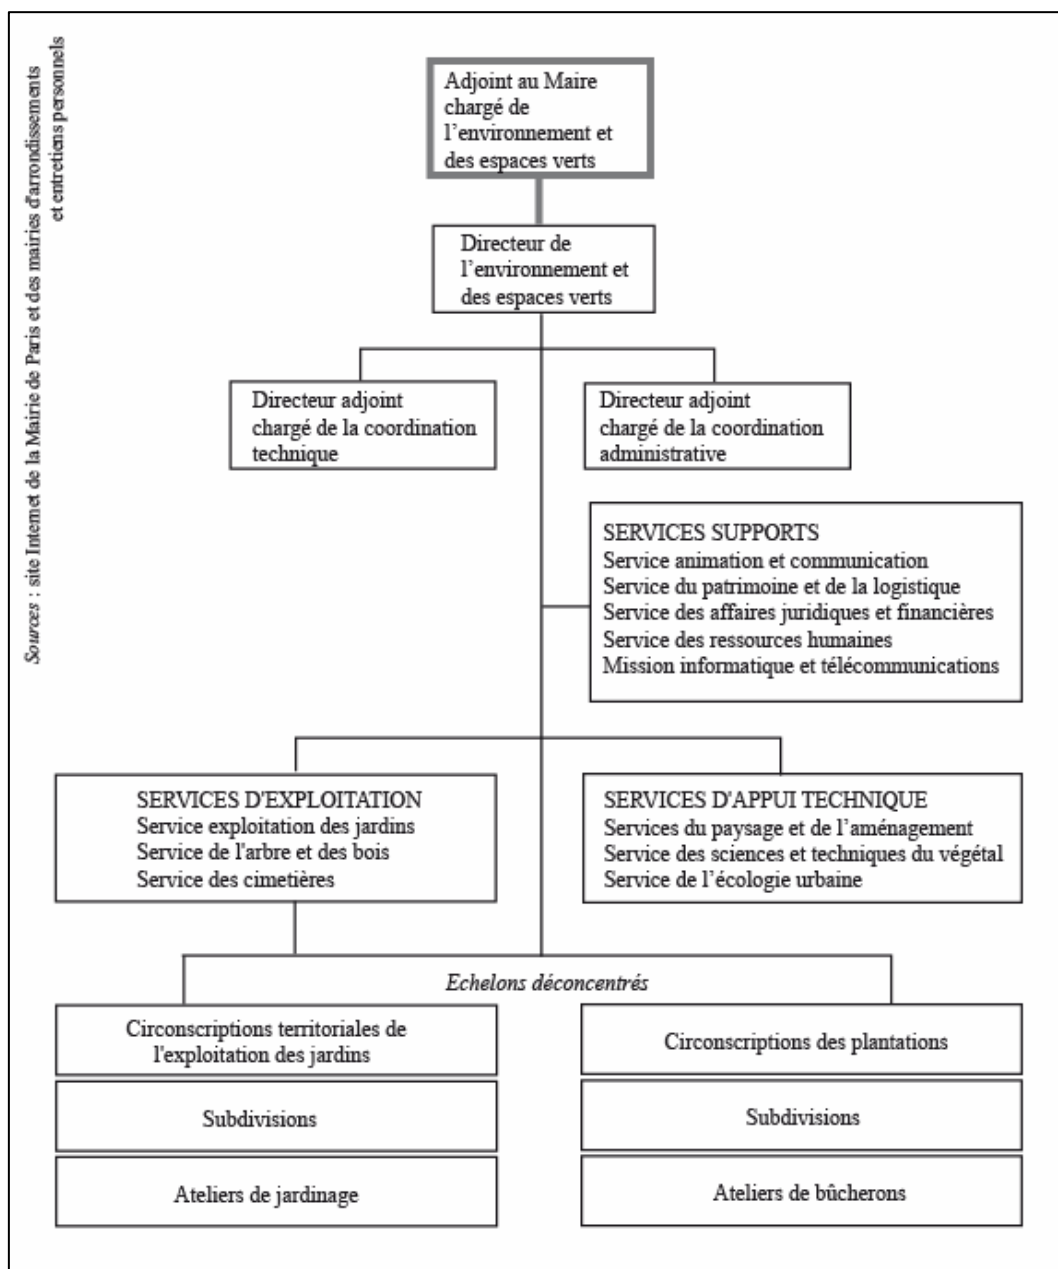 Sources : site Internet de la Mairie de Paris et des mairies d'arrondissements
et entretiens personnels
Adjoint au Maire
chargé de
l’environnement et
des espaces verts
Directeur de
l’environnement et
des espaces verts
Directeur adjoint
chargé de la coordination
technique
Directeur adjoint
chargé de la coordination
administrative
SERVICES SUPPORTS
Service animation et communication
Service du patrimoine et de la logistique
Service des affaires juridiques et financières
Service des ressources humaines
Mission informatique et télécommunications
SERVICES D'EXPLOITATION
Service exploitation des jardins
Service de l'arbre et des bois
Service des cimetières
SERVICES D'APPUI TECHNIQUE
Services du paysage et de l’aménagement
Service des sciences et techniques du végétal
Service de l’écologie urbaine
Echelons déconcentrés
Circonscriptions territoriales de
l'exploitation des jardins
Circonscriptions des plantations
Subdivisions
Subdivisions
Ateliers de jardinage
Ateliers de bûcherons